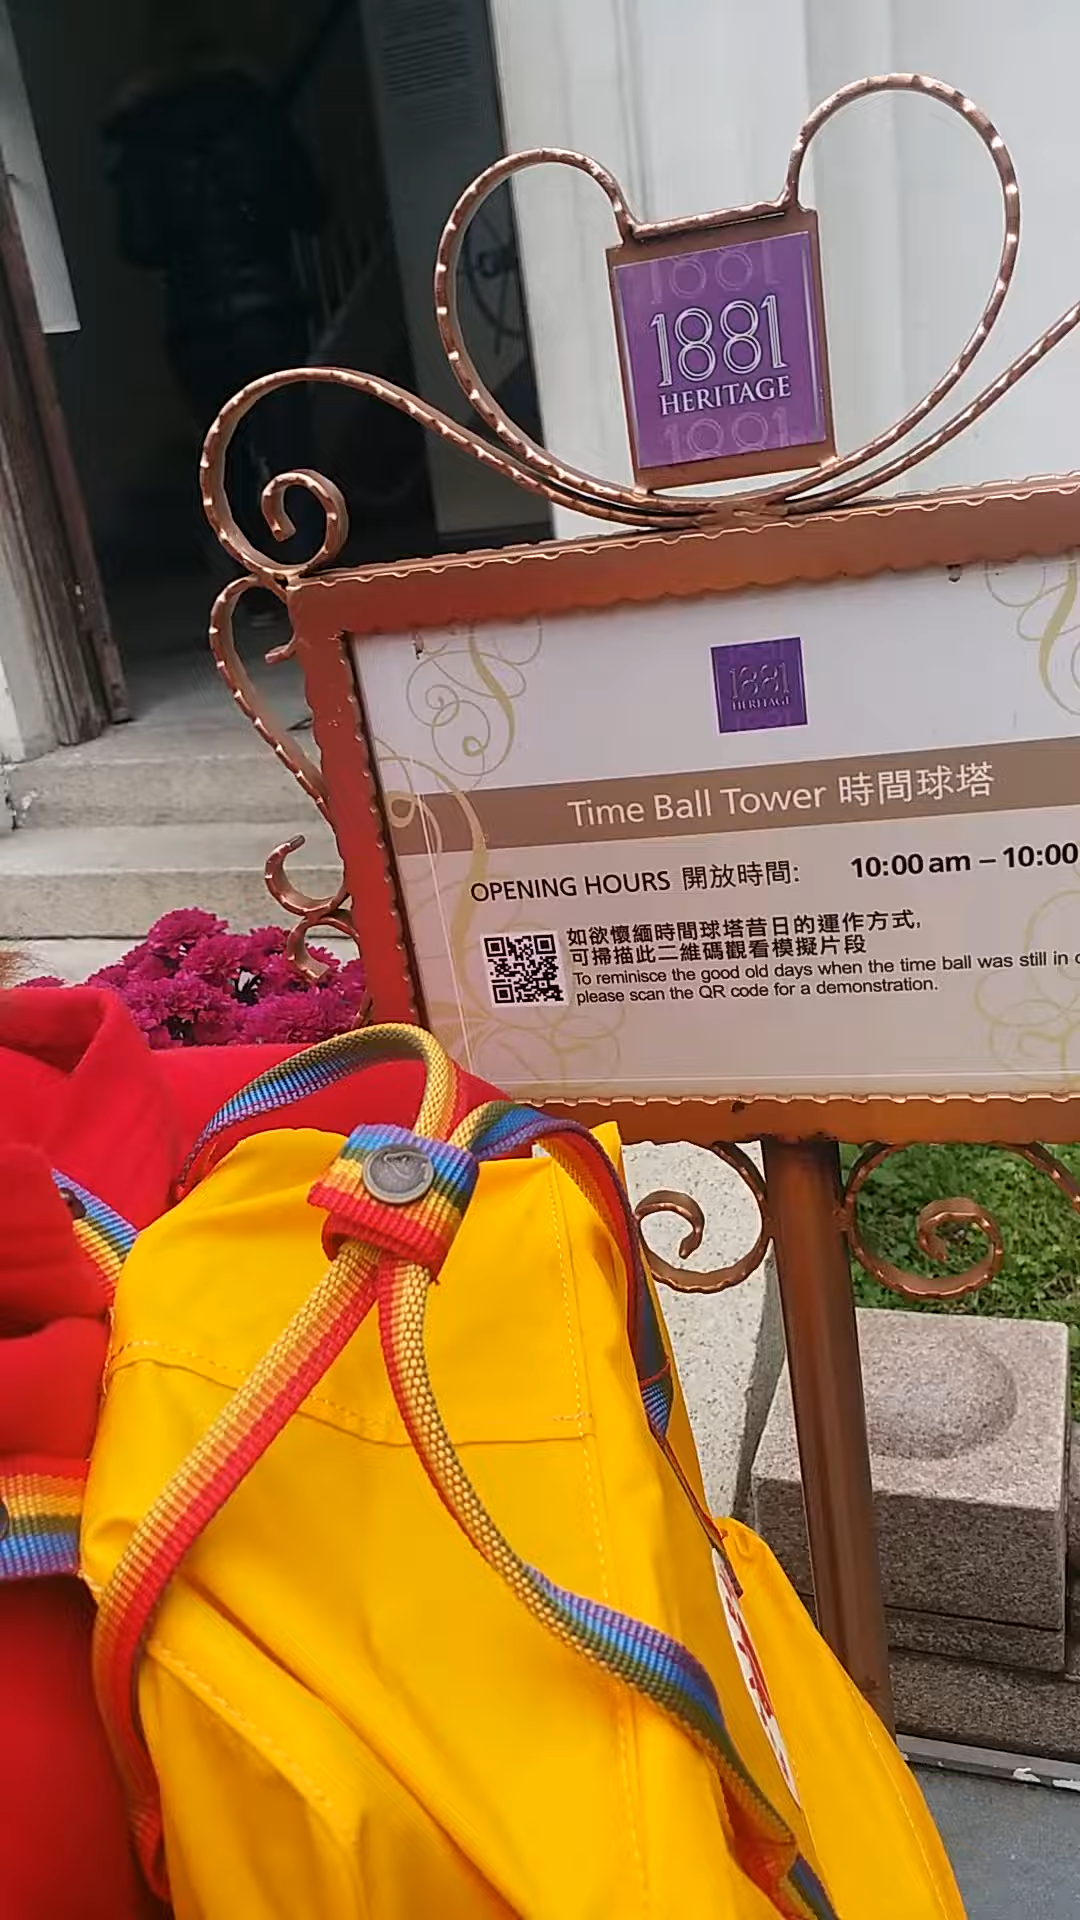 1881
1881
HERITAGE
1881
1881
HERITAGE
Time Ball Tower 時間球塔
OPENING HOURS 開放時間: 10:00 am – 10:00
如欲懷緬時間球塔昔日的運作方式,
可掃描此二維碼觀看模擬片段
To reminisce the good old days when the time ball was still in
please scan the QR code for a demonstration.